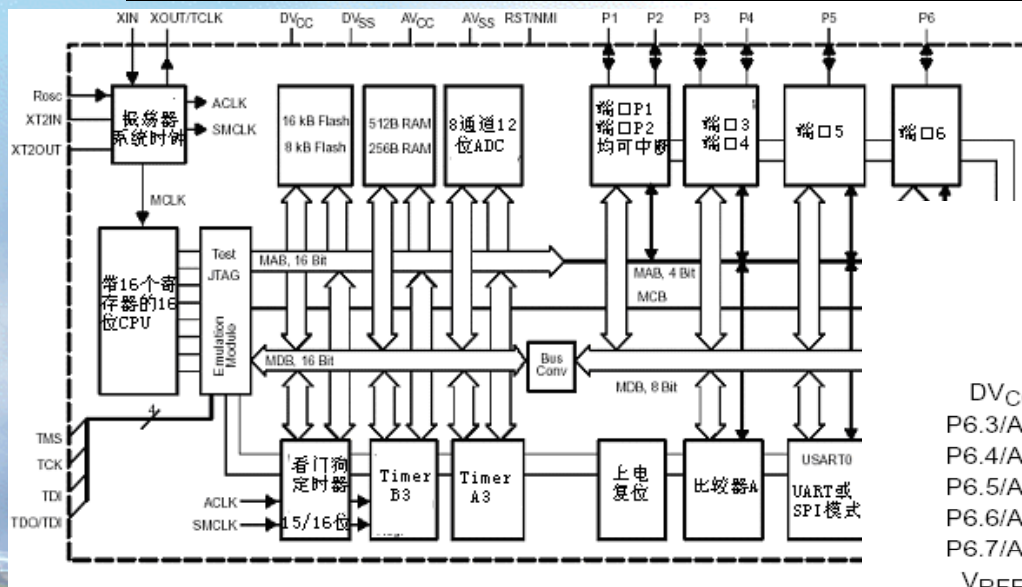 XIN XOUT/TCLK DVCC DVSS AVCC AVSS RST/NMI P1 P2 P3 P4 P5 P6
Rosc
XT2IN
XT2OUT
振荡器
系统时钟
ACLK
SMCLK
MCLK
16 kB Flash
8 kB Flash
512B RAM
256B RAM
8通道12
位ADC
端口P1
端口P2
均可中断
端口3
端口4
端口5
端口6
带16个寄
存器的16
位CPU
Test
JTAG
Emulation
Module
MAB, 16 Bit
MAB, 4 Bit
MCB
MDB, 16 Bit
Bus
Conv
MDB, 8 Bit
4
TMS
TCK
TDI
TDO/TDI
ACLK
SMCLK
看门狗
定时器
15/16位
Timer
B3
Timer
A3
上电
复位
比较器A
USART0
UART或
SPI模式
DVC
P6.3/A
P6.4/A
P6.5/A
P6.6/A
P6.7/A
VREF